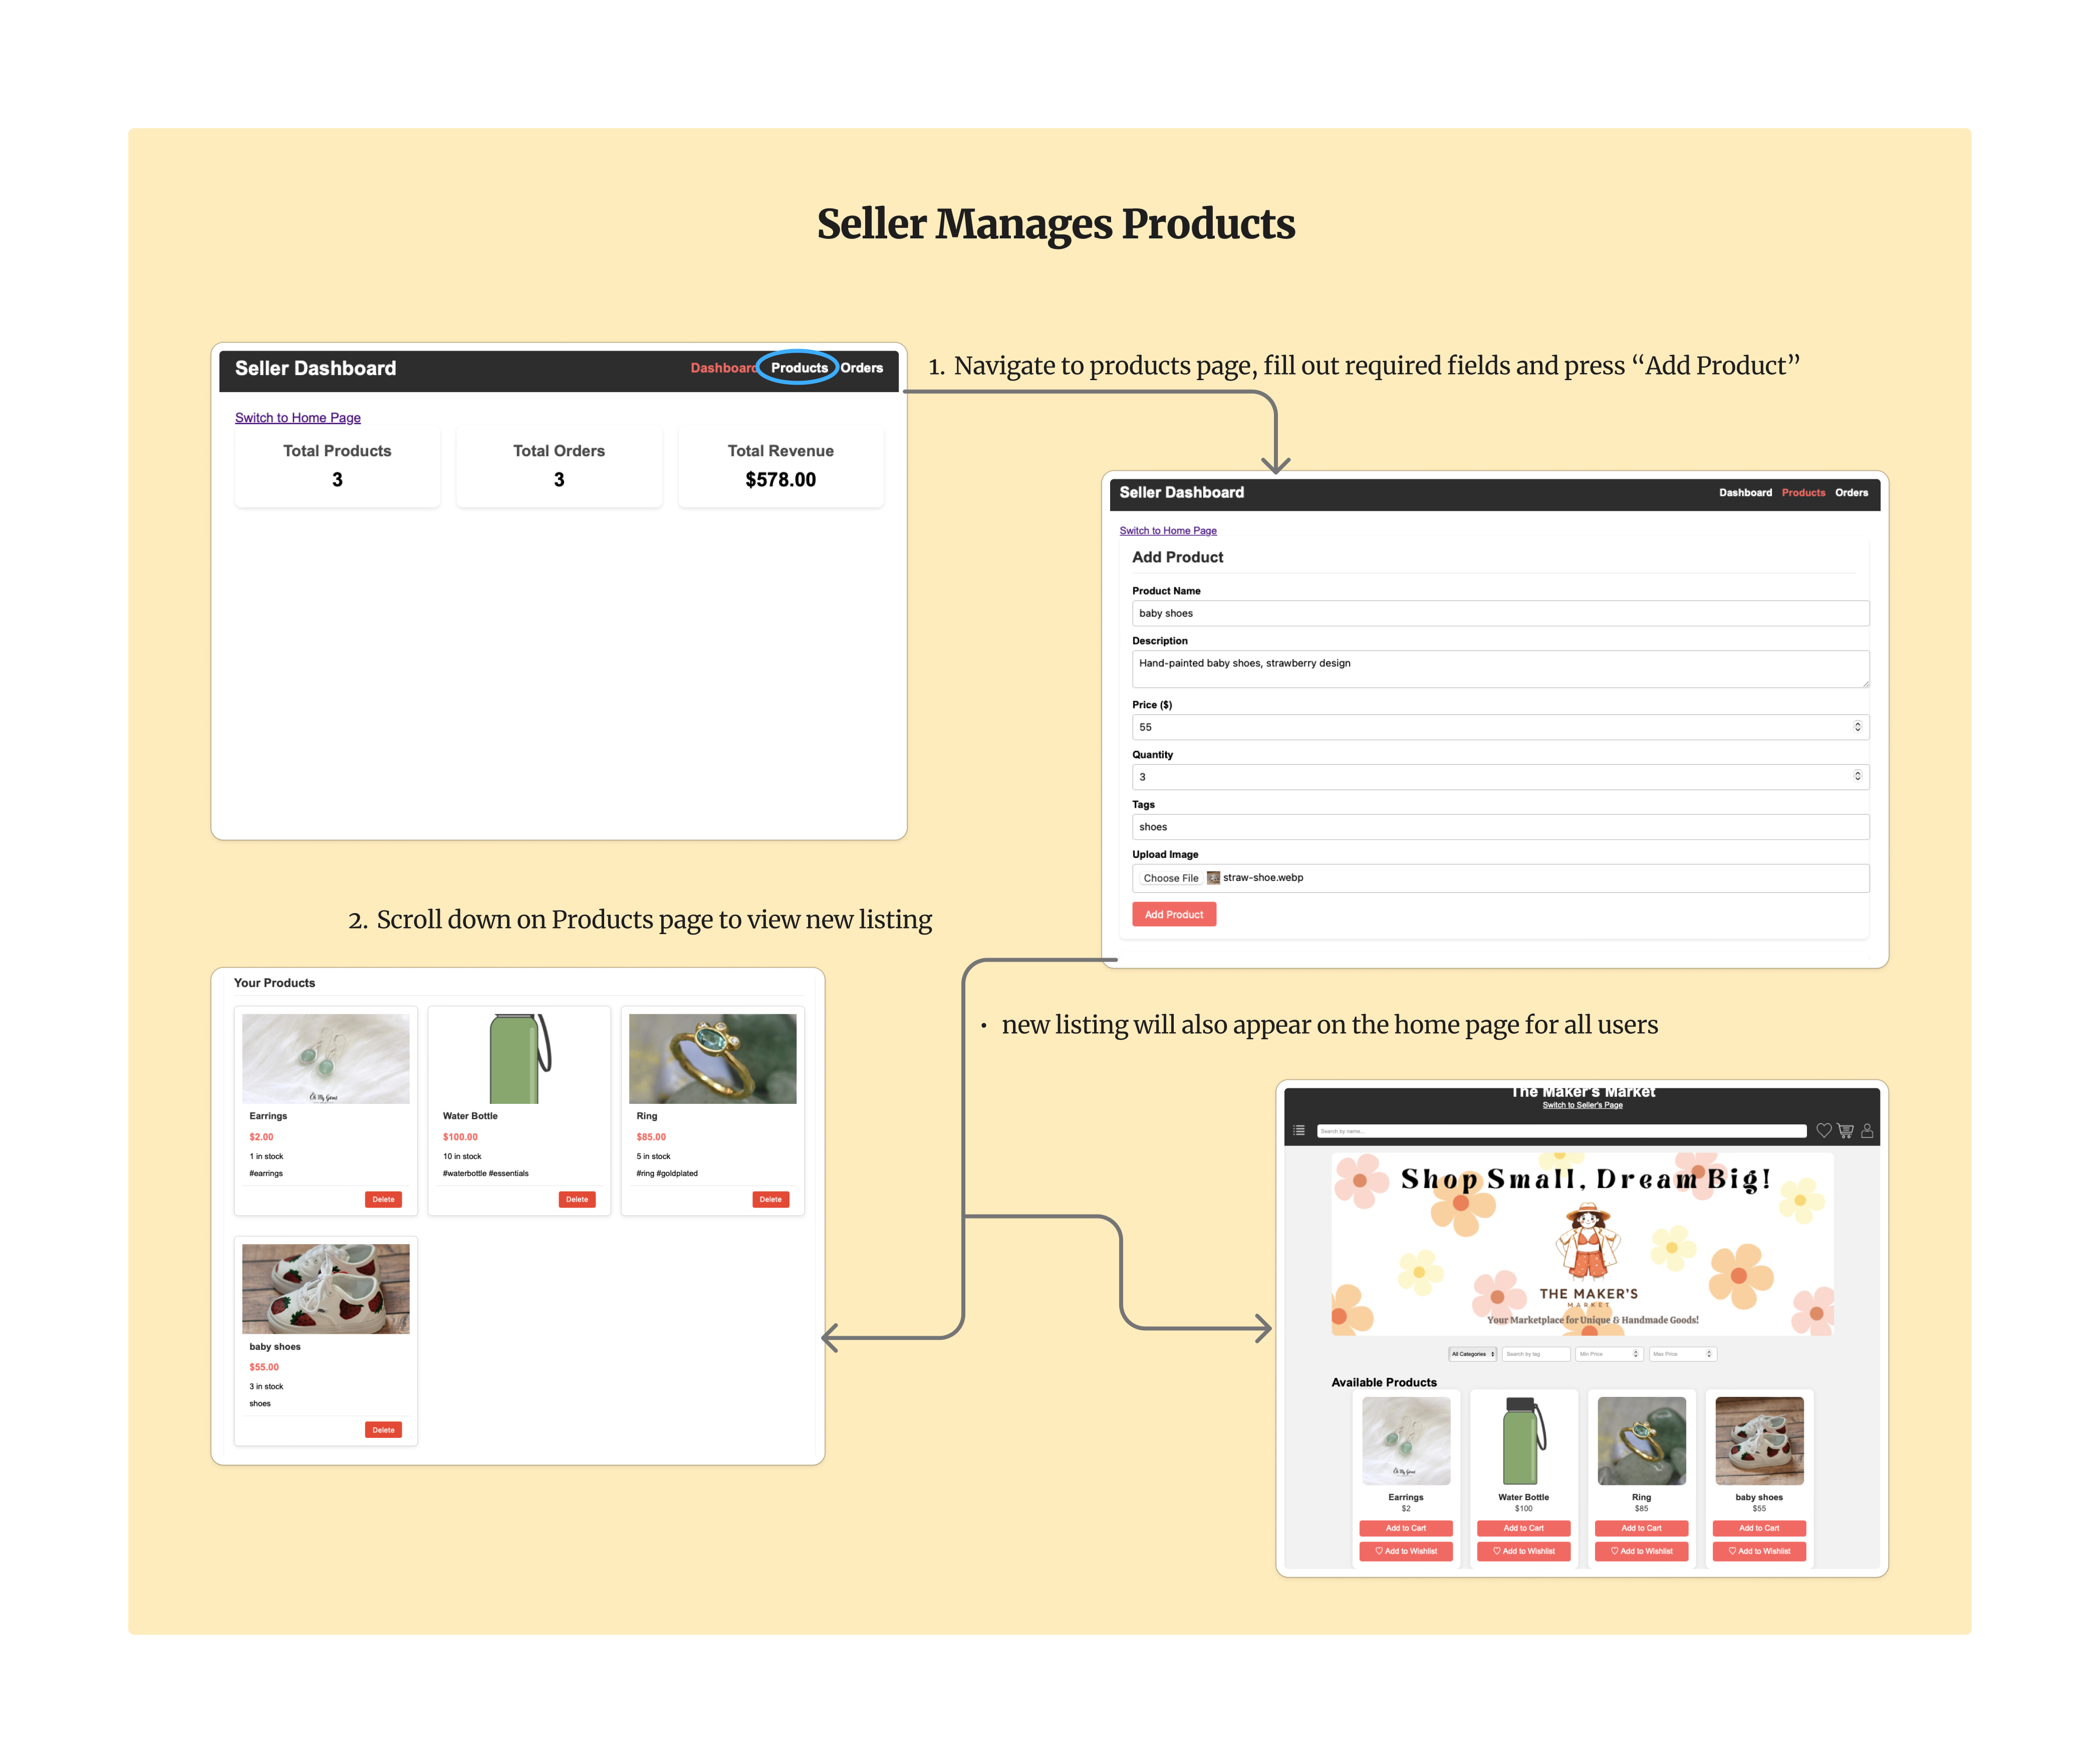 Seller Manages Products
Seller Dashboard
Dashboard Products Orders
Switch to Home Page
Total Products
3
Total Orders
3
Total Revenue
$578.00
1. Navigate to products page, fill out required fields and press “Add Product”
Seller Dashboard
Dashboard Products Orders
Switch to Home Page
Add Product
Product Name
baby shoes
Description
Hand-painted baby shoes, strawberry design
Price ($)
55
Quantity
3
Tags
shoes
Upload Image
Choose File straw-shoe.webp
Add Product
2. Scroll down on Products page to view new listing
Your Products
Oh My Gems
Earrings
$2.00
1 in stock
#earrings
Delete
Water Bottle
$100.00
10 in stock
#waterbottle #essentials
Delete
Ring
$85.00
5 in stock
#ring #goldplated
Delete
baby shoes
$55.00
3 in stock
shoes
Delete
• new listing will also appear on the home page for all users
The Maker's Market
Switch to Seller's Page
Search by name...
Shop Small, Dream Big!
THE MAKER'S
MARKET
Your Marketplace for Unique & Handmade Goods!
All Categories
Search by tag
Min Price
Max Price
Available Products
Oh My Gems
Earrings
$2
Add to Cart
♡ Add to Wishlist
Water Bottle
$100
Add to Cart
♡ Add to Wishlist
Ring
$85
Add to Cart
♡ Add to Wishlist
baby shoes
$55
Add to Cart
♡ Add to Wishlist